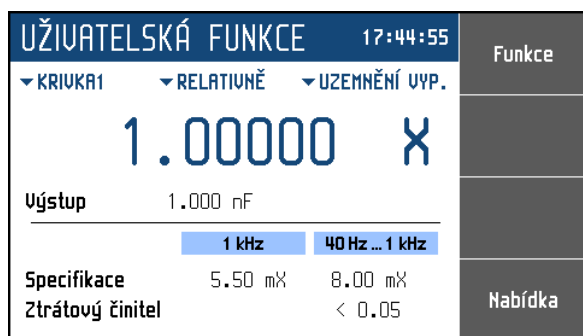 UŽIVATELSKÁ FUNKCE 17:44:55
Funkce
KRIVKA1 RELATIVNĚ UZEMNĚNÍ VYP.
1.00000 X
Výstup 1.000 nF
1 kHz 40 Hz ... 1 kHz
Specifikace 5.50 mX 8.00 mX
Ztrátový činitel < 0.05
Nabídka